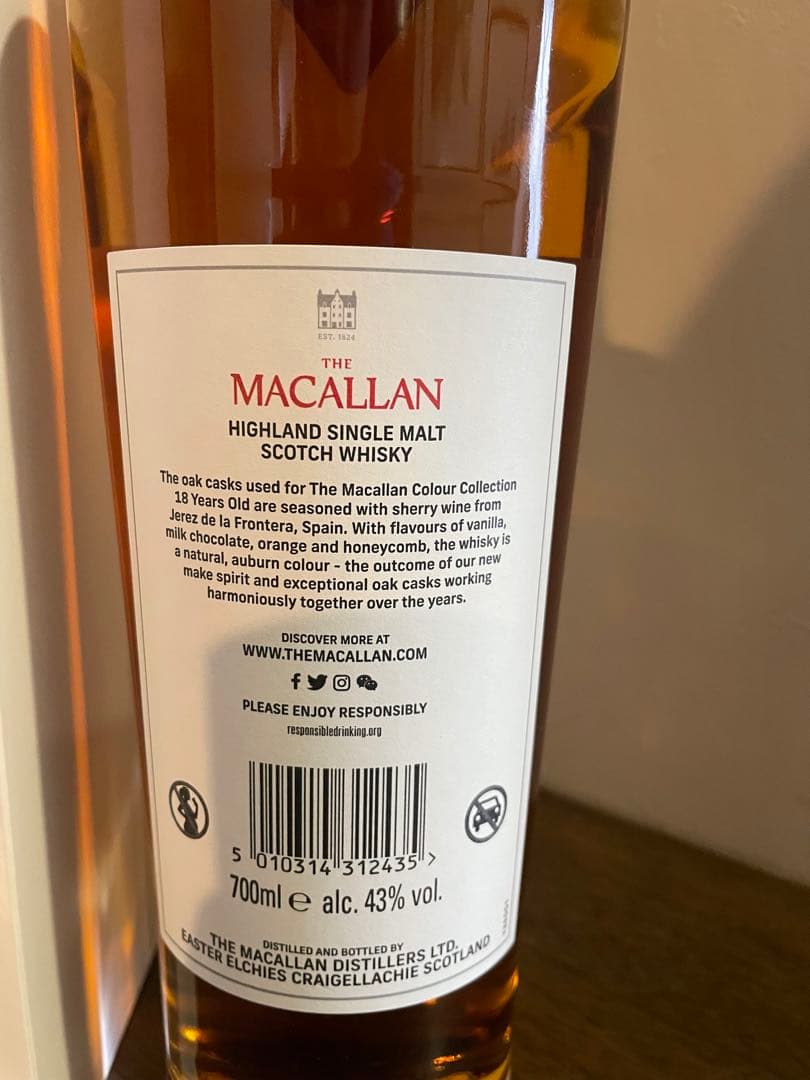 EST. 1824
THE
MACALLAN
HIGHLAND SINGLE MALT
SCOTCH WHISKY
The oak casks used for The Macallan Colour Collection
18 Years Old are seasoned with sherry wine from
Jerez de la Frontera, Spain. With flavours of vanilla,
milk chocolate, orange and honeycomb, the whisky is
a natural, auburn colour - the outcome of our new
make spirit and exceptional oak casks working
harmoniously together over the years.
DISCOVER MORE AT
WWW.THEMACALLAN.COM
PLEASE ENJOY RESPONSIBLY
responsibledrinking.org
5 010314 312435 >
700ml e alc. 43% vol.
DISTILLED AND BOTTLED BY
THE MACALLAN DISTILLERS LTD.
EASTER ELCHIES CRAIGELLACHIE SCOTLAND